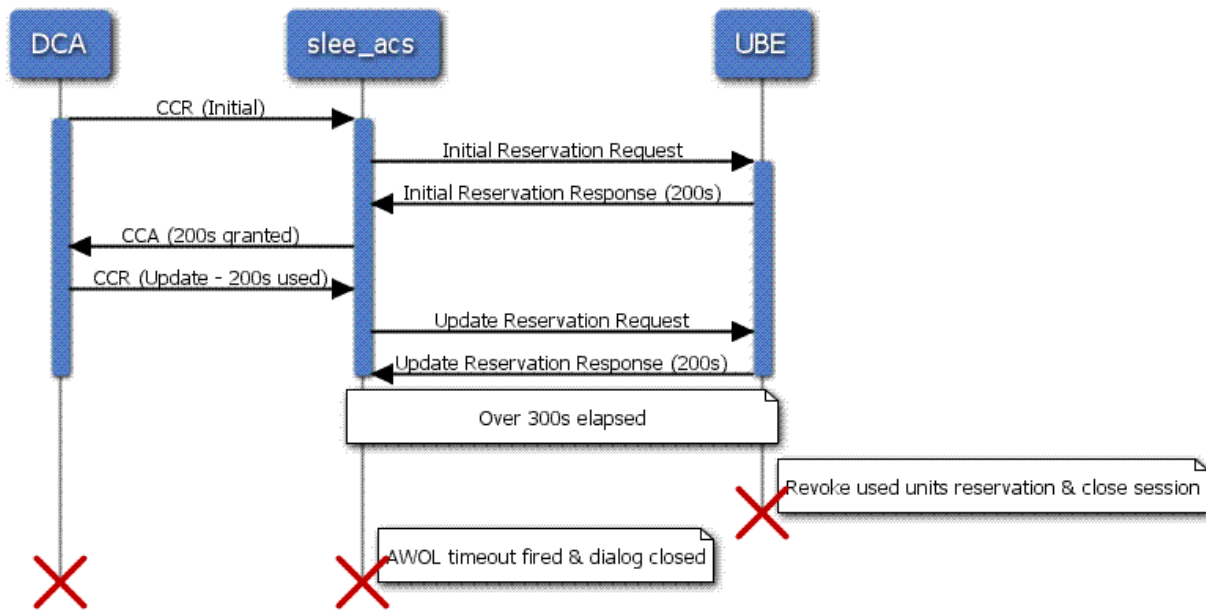 DCA
slee_acs
UBE
CCR (Initial)
Initial Reservation Request
Initial Reservation Response (200s)
CCA (200s granted)
CCR (Update - 200s used)
Update Reservation Request
Update Reservation Response (200s)
Over 300s elapsed
Revoke used units reservation & close session
AWOL timeout fired & dialog closed